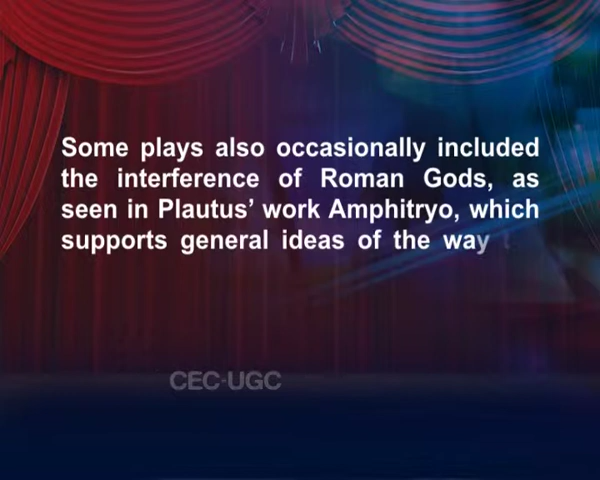 Some plays also occasionally included
the interference of Roman Gods, as
seen in Plautus’ work Amphitryo, which
supports general ideas of the way
CEC-UGC